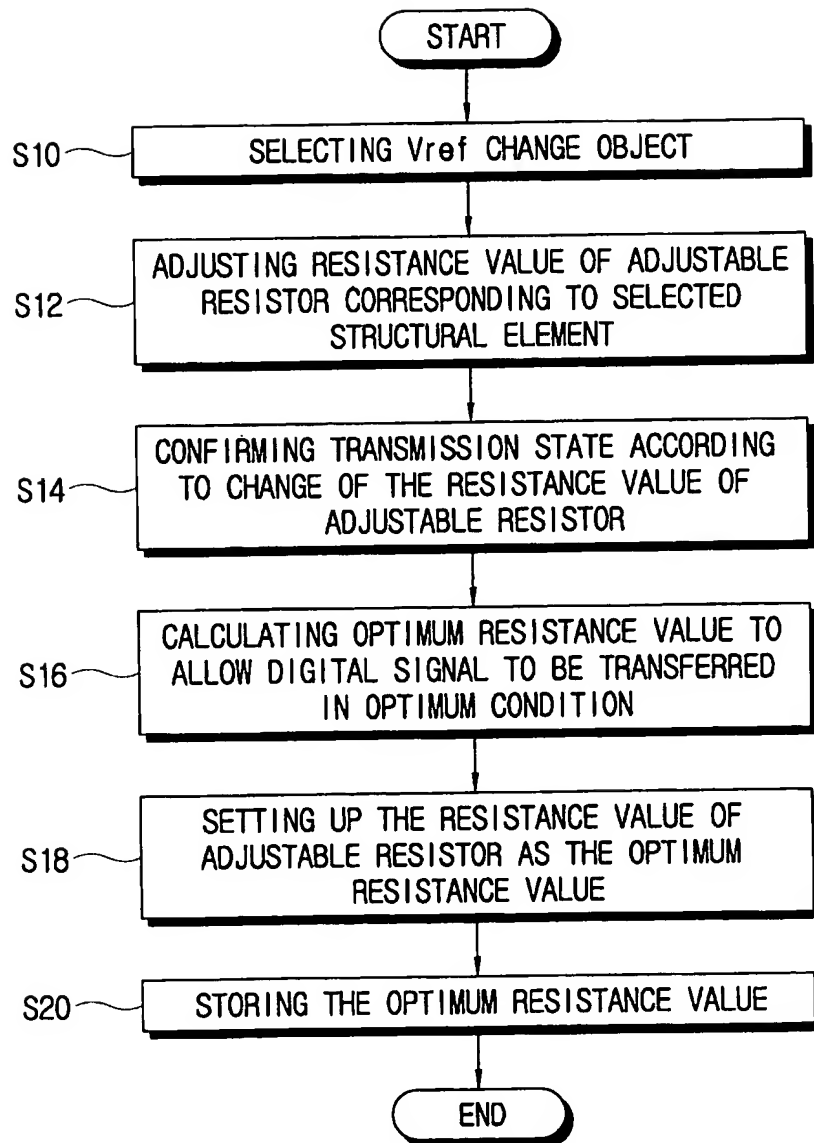 START
S10
SELECTING Vref CHANGE OBJECT
S12
ADJUSTING RESISTANCE VALUE OF ADJUSTABLE
RESISTOR CORRESPONDING TO SELECTED
STRUCTURAL ELEMENT
S14
CONFIRMING TRANSMISSION STATE ACCORDING
TO CHANGE OF THE RESISTANCE VALUE OF
ADJUSTABLE RESISTOR
S16
CALCULATING OPTIMUM RESISTANCE VALUE TO
ALLOW DIGITAL SIGNAL TO BE TRANSFERRED
IN OPTIMUM CONDITION
S18
SETTING UP THE RESISTANCE VALUE OF
ADJUSTABLE RESISTOR AS THE OPTIMUM
RESISTANCE VALUE
S20
STORING THE OPTIMUM RESISTANCE VALUE
END